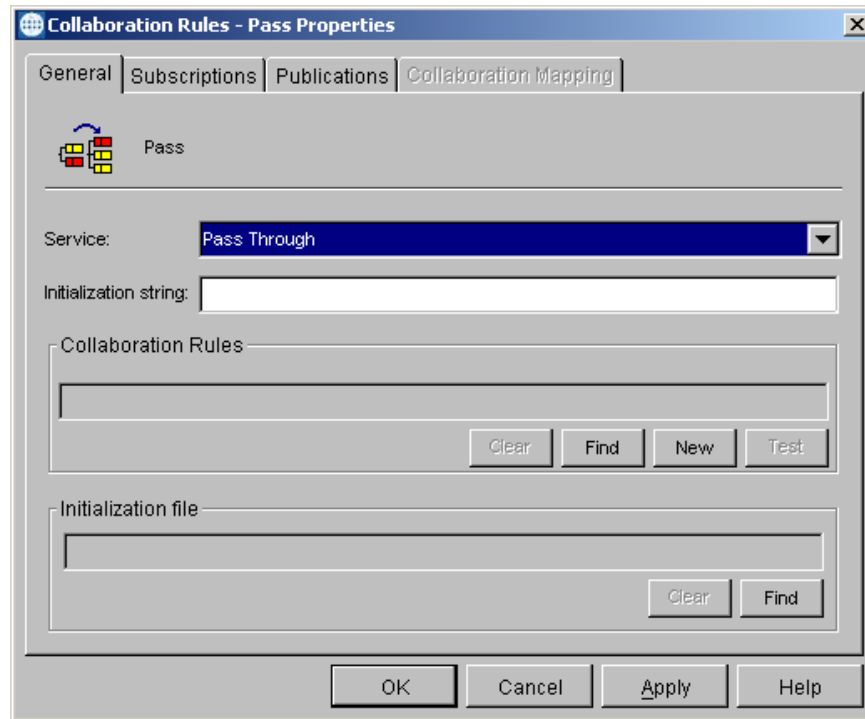 Collaboration Rules - Pass Properties
General Subscriptions Publications Collaboration Mapping
Pass
Service: Pass Through
Initialization string:
Collaboration Rules
Clear Find New Test
Initialization file
Clear Find
OK Cancel Apply Help